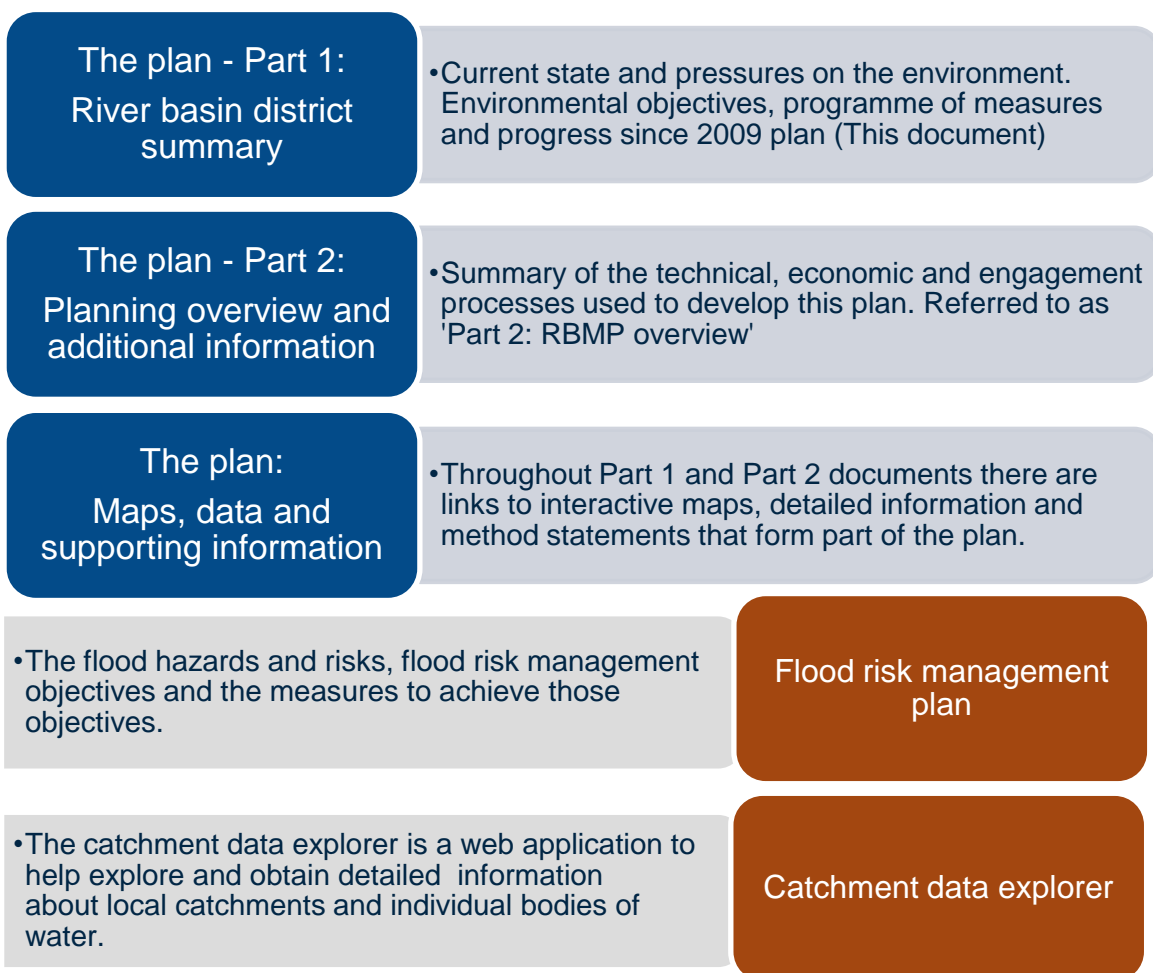 The plan - Part 1:
River basin district
summary
•Current state and pressures on the environment.
Environmental objectives, programme of measures
and progress since 2009 plan (This document)
The plan - Part 2:
Planning overview and
additional information
•Summary of the technical, economic and engagement
processes used to develop this plan. Referred to as
'Part 2: RBMP overview'
The plan:
Maps, data and
supporting information
•Throughout Part 1 and Part 2 documents there are
links to interactive maps, detailed information and
method statements that form part of the plan.
•The flood hazards and risks, flood risk management
objectives and the measures to achieve those
objectives.
Flood risk management
plan
•The catchment data explorer is a web application to
help explore and obtain detailed information
about local catchments and individual bodies of
water.
Catchment data explorer